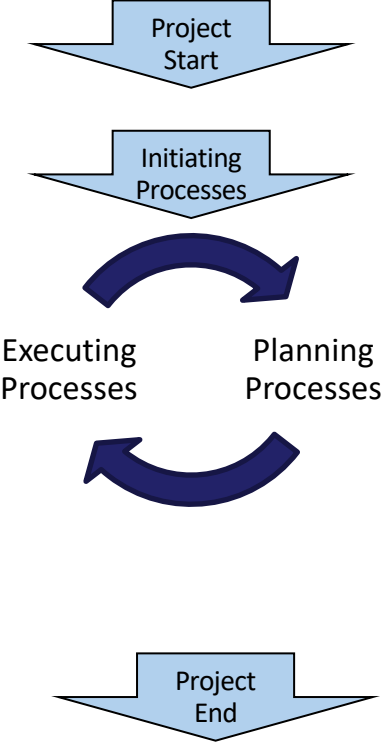 Project
Start
Initiating
Processes
Executing
Processes
Planning
Processes
Project
End